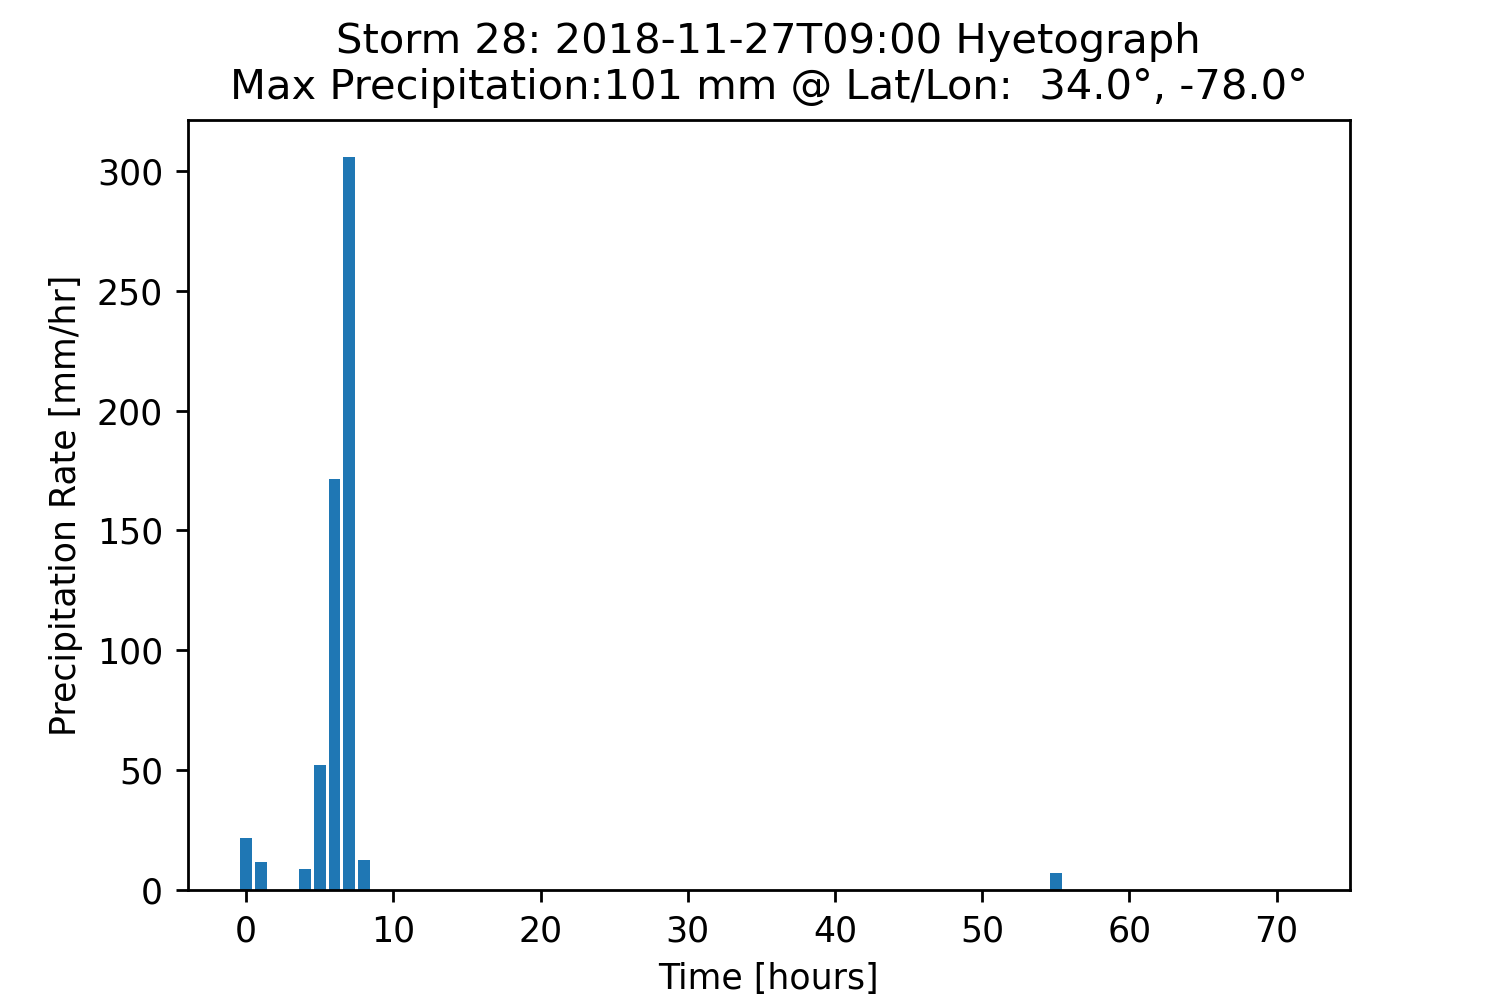 Storm 28: 2018-11-27T09:00 Hyetograph
Max Precipitation:101 mm @ Lat/Lon:  34.0°, -78.0°
Precipitation Rate [mm/hr]
300
250
200
150
100
50
0
0 10 20 30 40 50 60 70
Time [hours]